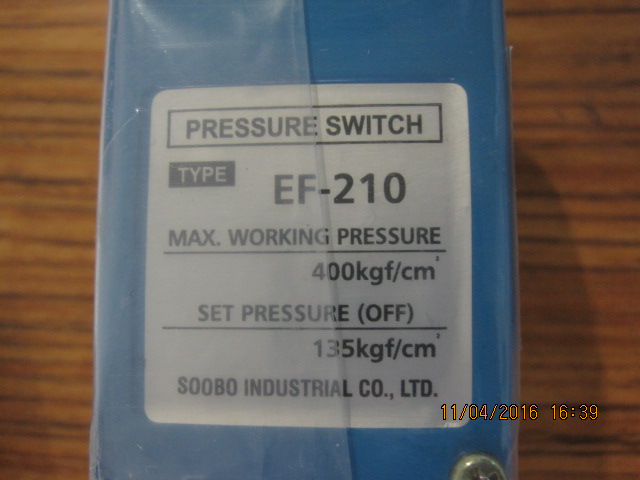 PRESSURE SWITCH
TYPE EF-210
MAX. WORKING PRESSURE
400kgf/cm²
SET PRESSURE (OFF)
135kgf/cm²
SOOBO INDUSTRIAL CO., LTD.
11/04/2016 16:39